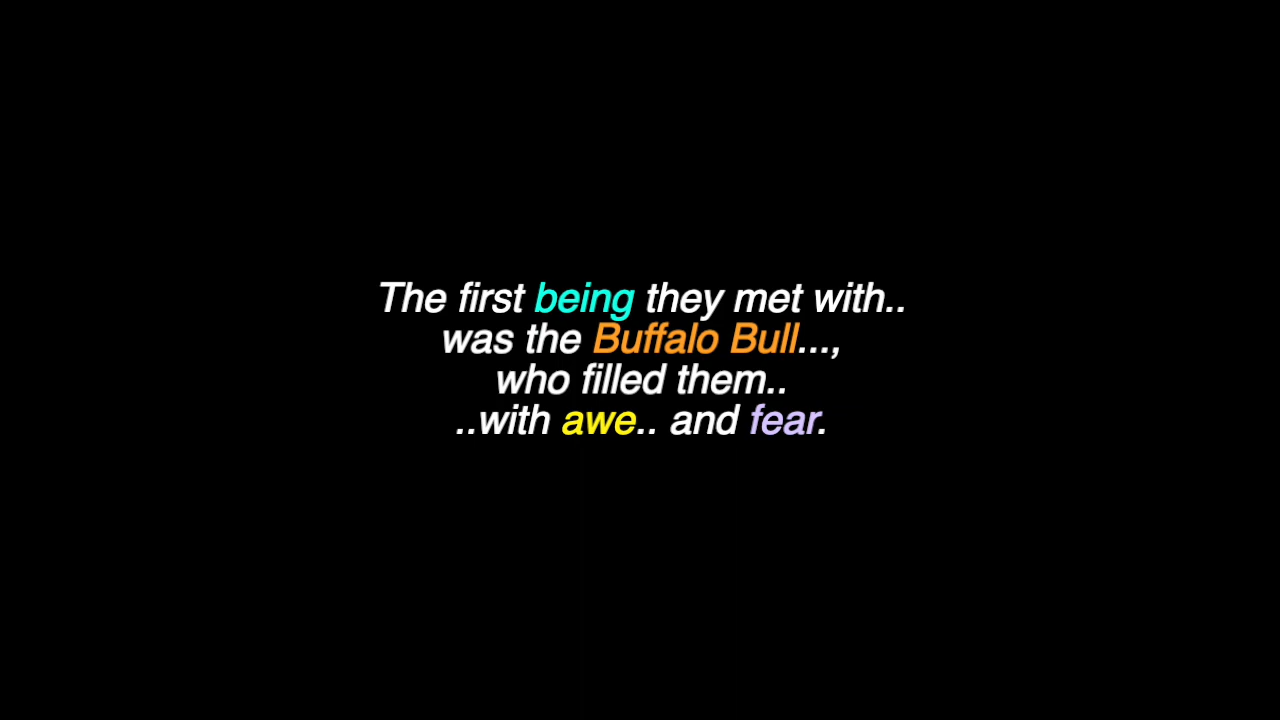 The first being they met with..
was the Buffalo Bull...,
who filled them..
..with awe.. and fear.